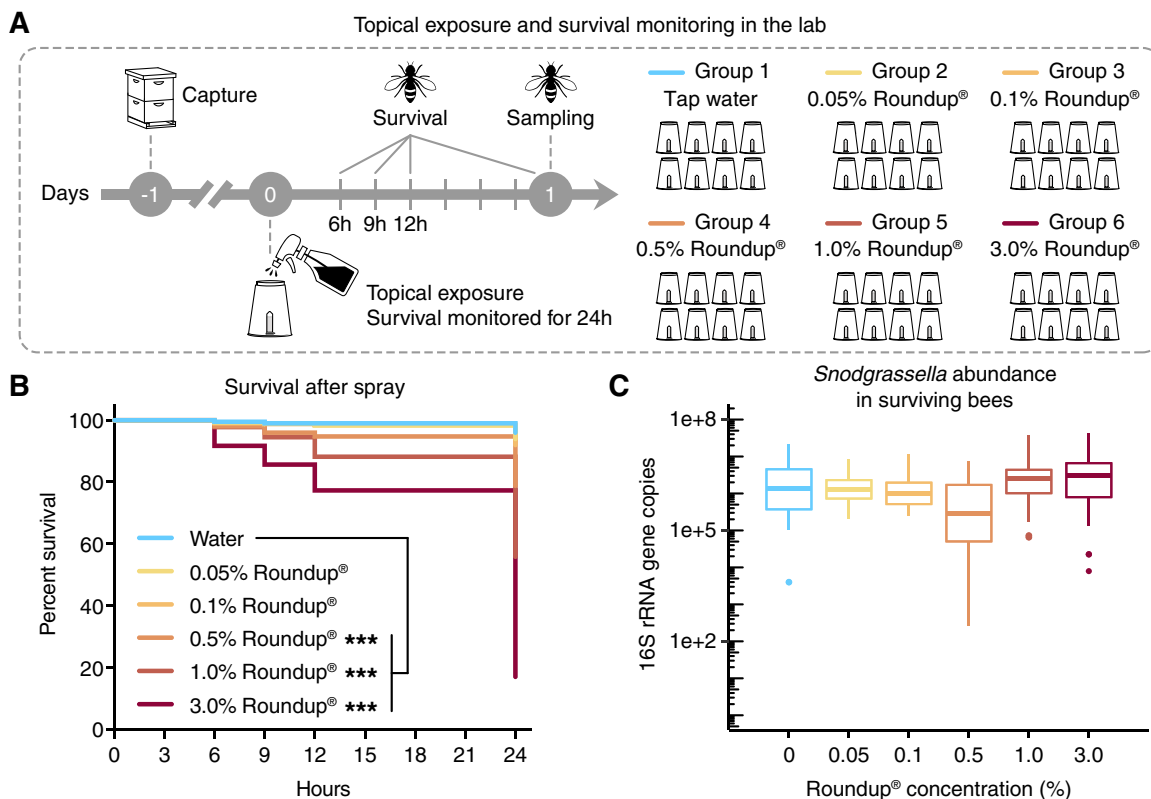 A
Topical exposure and survival monitoring in the lab
Capture
Survival
Sampling
Days
-1
0
1
6h 9h 12h
Topical exposure
Survival monitored for 24h
Group 1
Tap water
Group 2
0.05% Roundup®
Group 3
0.1% Roundup®
Group 4
0.5% Roundup®
Group 5
1.0% Roundup®
Group 6
3.0% Roundup®
B
Survival after spray
Percent survival
100
80
60
40
20
0
Water
0.05% Roundup®
0.1% Roundup®
0.5% Roundup® ***
1.0% Roundup® ***
3.0% Roundup® ***
0 3 6 9 12 15 18 21 24
Hours
C
Snodgrassella abundance
in surviving bees
16S rRNA gene copies
1e+8
1e+5
1e+2
0 0.05 0.1 0.5 1.0 3.0
Roundup® concentration (%)